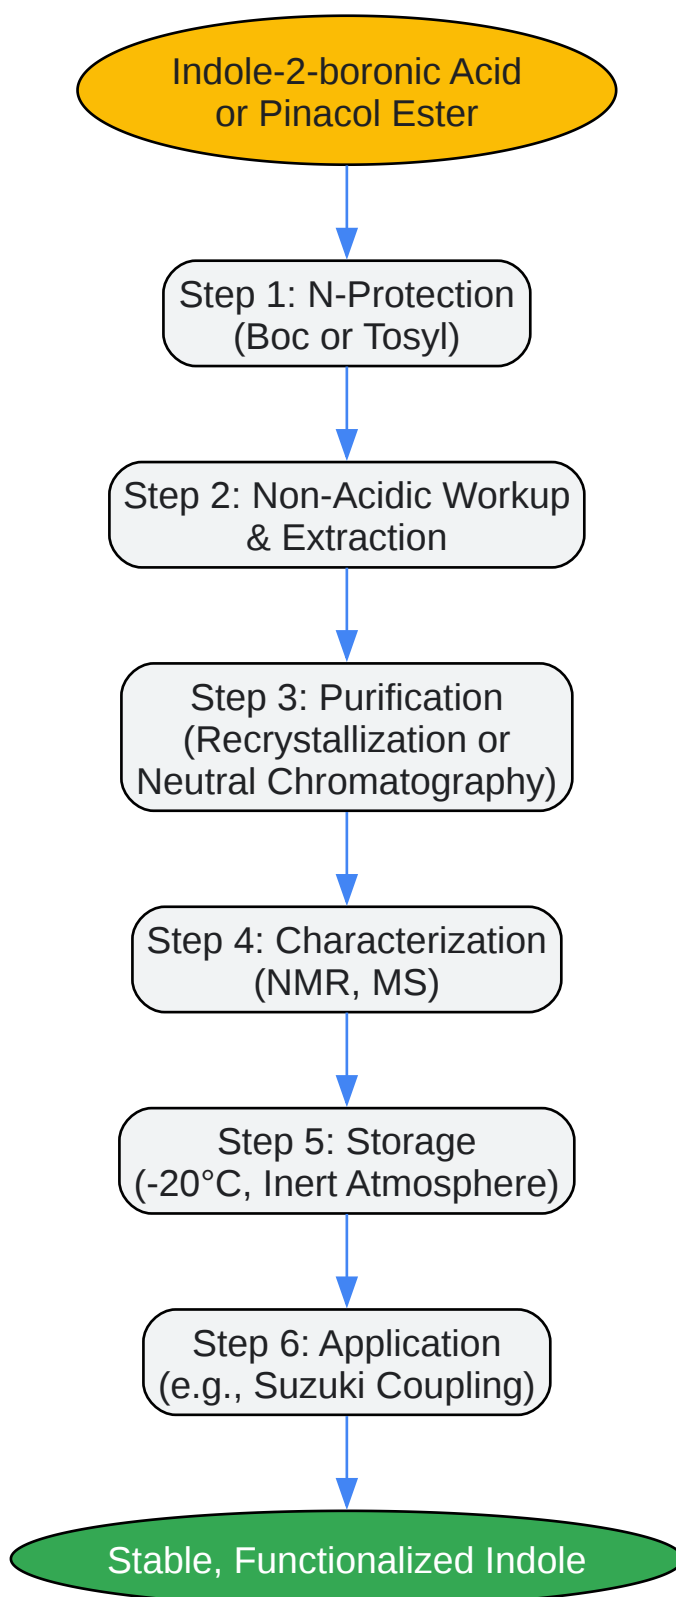 Indole-2-boronic Acid
or Pinacol Ester
Step 1: N-Protection
(Boc or Tosyl)
Step 2: Non-Acidic Workup
& Extraction
Step 3: Purification
(Recrystallization or
Neutral Chromatography)
Step 4: Characterization
(NMR, MS)
Step 5: Storage
(-20°C, Inert Atmosphere)
Step 6: Application
(e.g., Suzuki Coupling)
Stable, Functionalized Indole